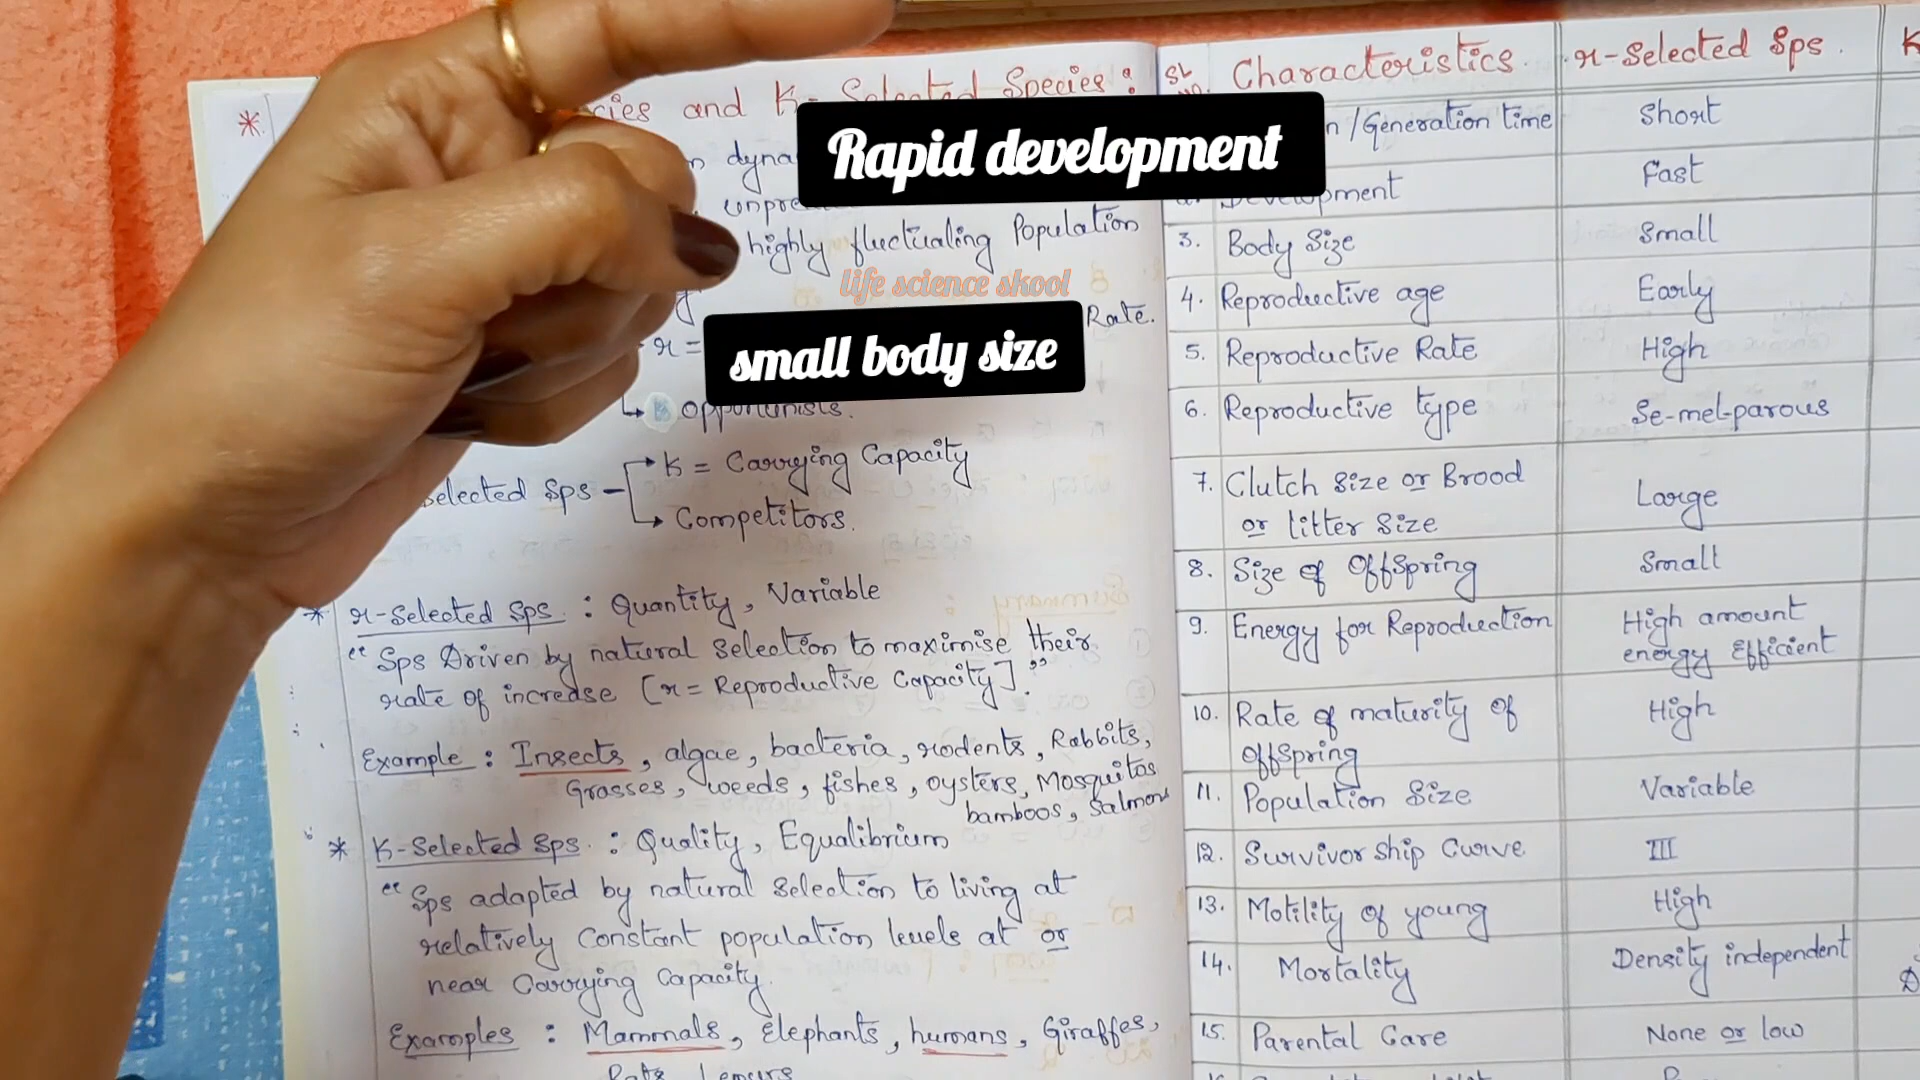 *
cies and K- Selected Species :
dyna
unpre
highly fluctualing Population
Rate.
r =
opportunists.
selected Sps
K = Carrying Capacity
Competitors.
* r-Selected Sps. : Quantity, Variable
“ Sps Driven by natural Selection to maximise their
rate of increase [r = Reproductive Capacity].”
Example : Insects, algae, bacteria, rodents, Rabbits,
Grasses, weeds, fishes, oysters, Mosquitos
bamboos, Salmons
* K-Selected Sps. : Quality, Equalibrium
“ Sps adapted by natural Selection to living at
relatively Constant population levels at or
near Carrying Capacity.
Examples : Mammals, Elephants, humans, Giraffes,
Lemurs
Rapid development
life science skool
small body size
SL NO. Characteristics r-Selected Sps. K
n/Generation time Short
Development Fast
3. Body Size Small
4. Reproductive age Early
5. Reproductive Rate High
6. Reproductive type Se-mel-parous
7. Clutch Size or Brood
or litter Size Large
8. Size of Offspring Small
9. Energy for Reproduction High amount
energy Efficient
10. Rate of maturity of
offspring High
11. Population Size Variable
12. Survivorship Curve III
13. Motility of young High
14. Mortality Density independent
D
15. Parental Care None or low